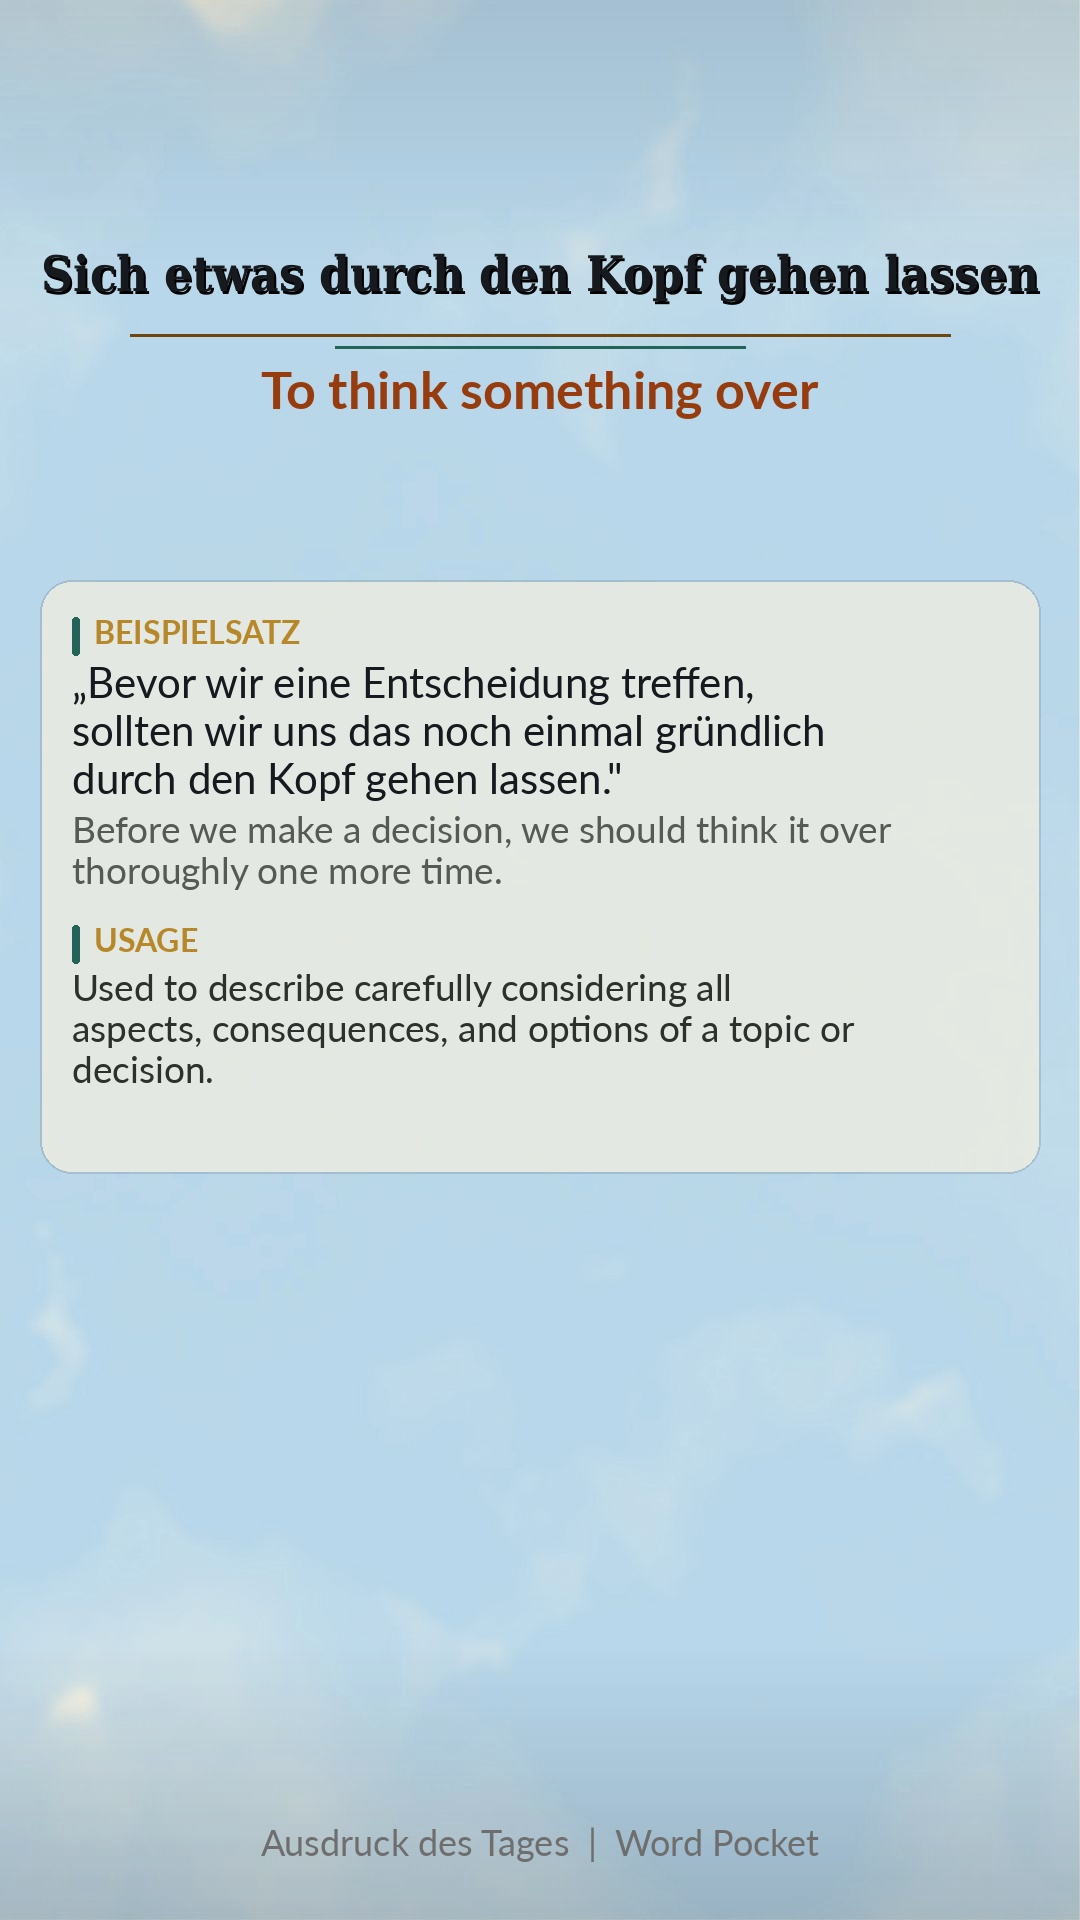 Sich etwas durch den Kopf gehen lassen
To think something over
BEISPIELSATZ
„Bevor wir eine Entscheidung treffen,
sollten wir uns das noch einmal gründlich
durch den Kopf gehen lassen."
Before we make a decision, we should think it over
thoroughly one more time.
USAGE
Used to describe carefully considering all
aspects, consequences, and options of a topic or
decision.
Ausdruck des Tages | Word Pocket